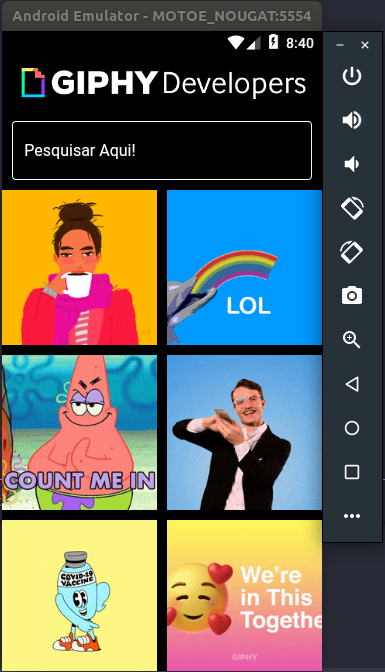 Android Emulator - MOTOE_NOUGAT:5554
8:40
GIPHY Developers
Pesquisar Aqui!
LOL
COUNT ME IN
COVID-19
VACCINE
We're
in This
Togethe
GIPHY